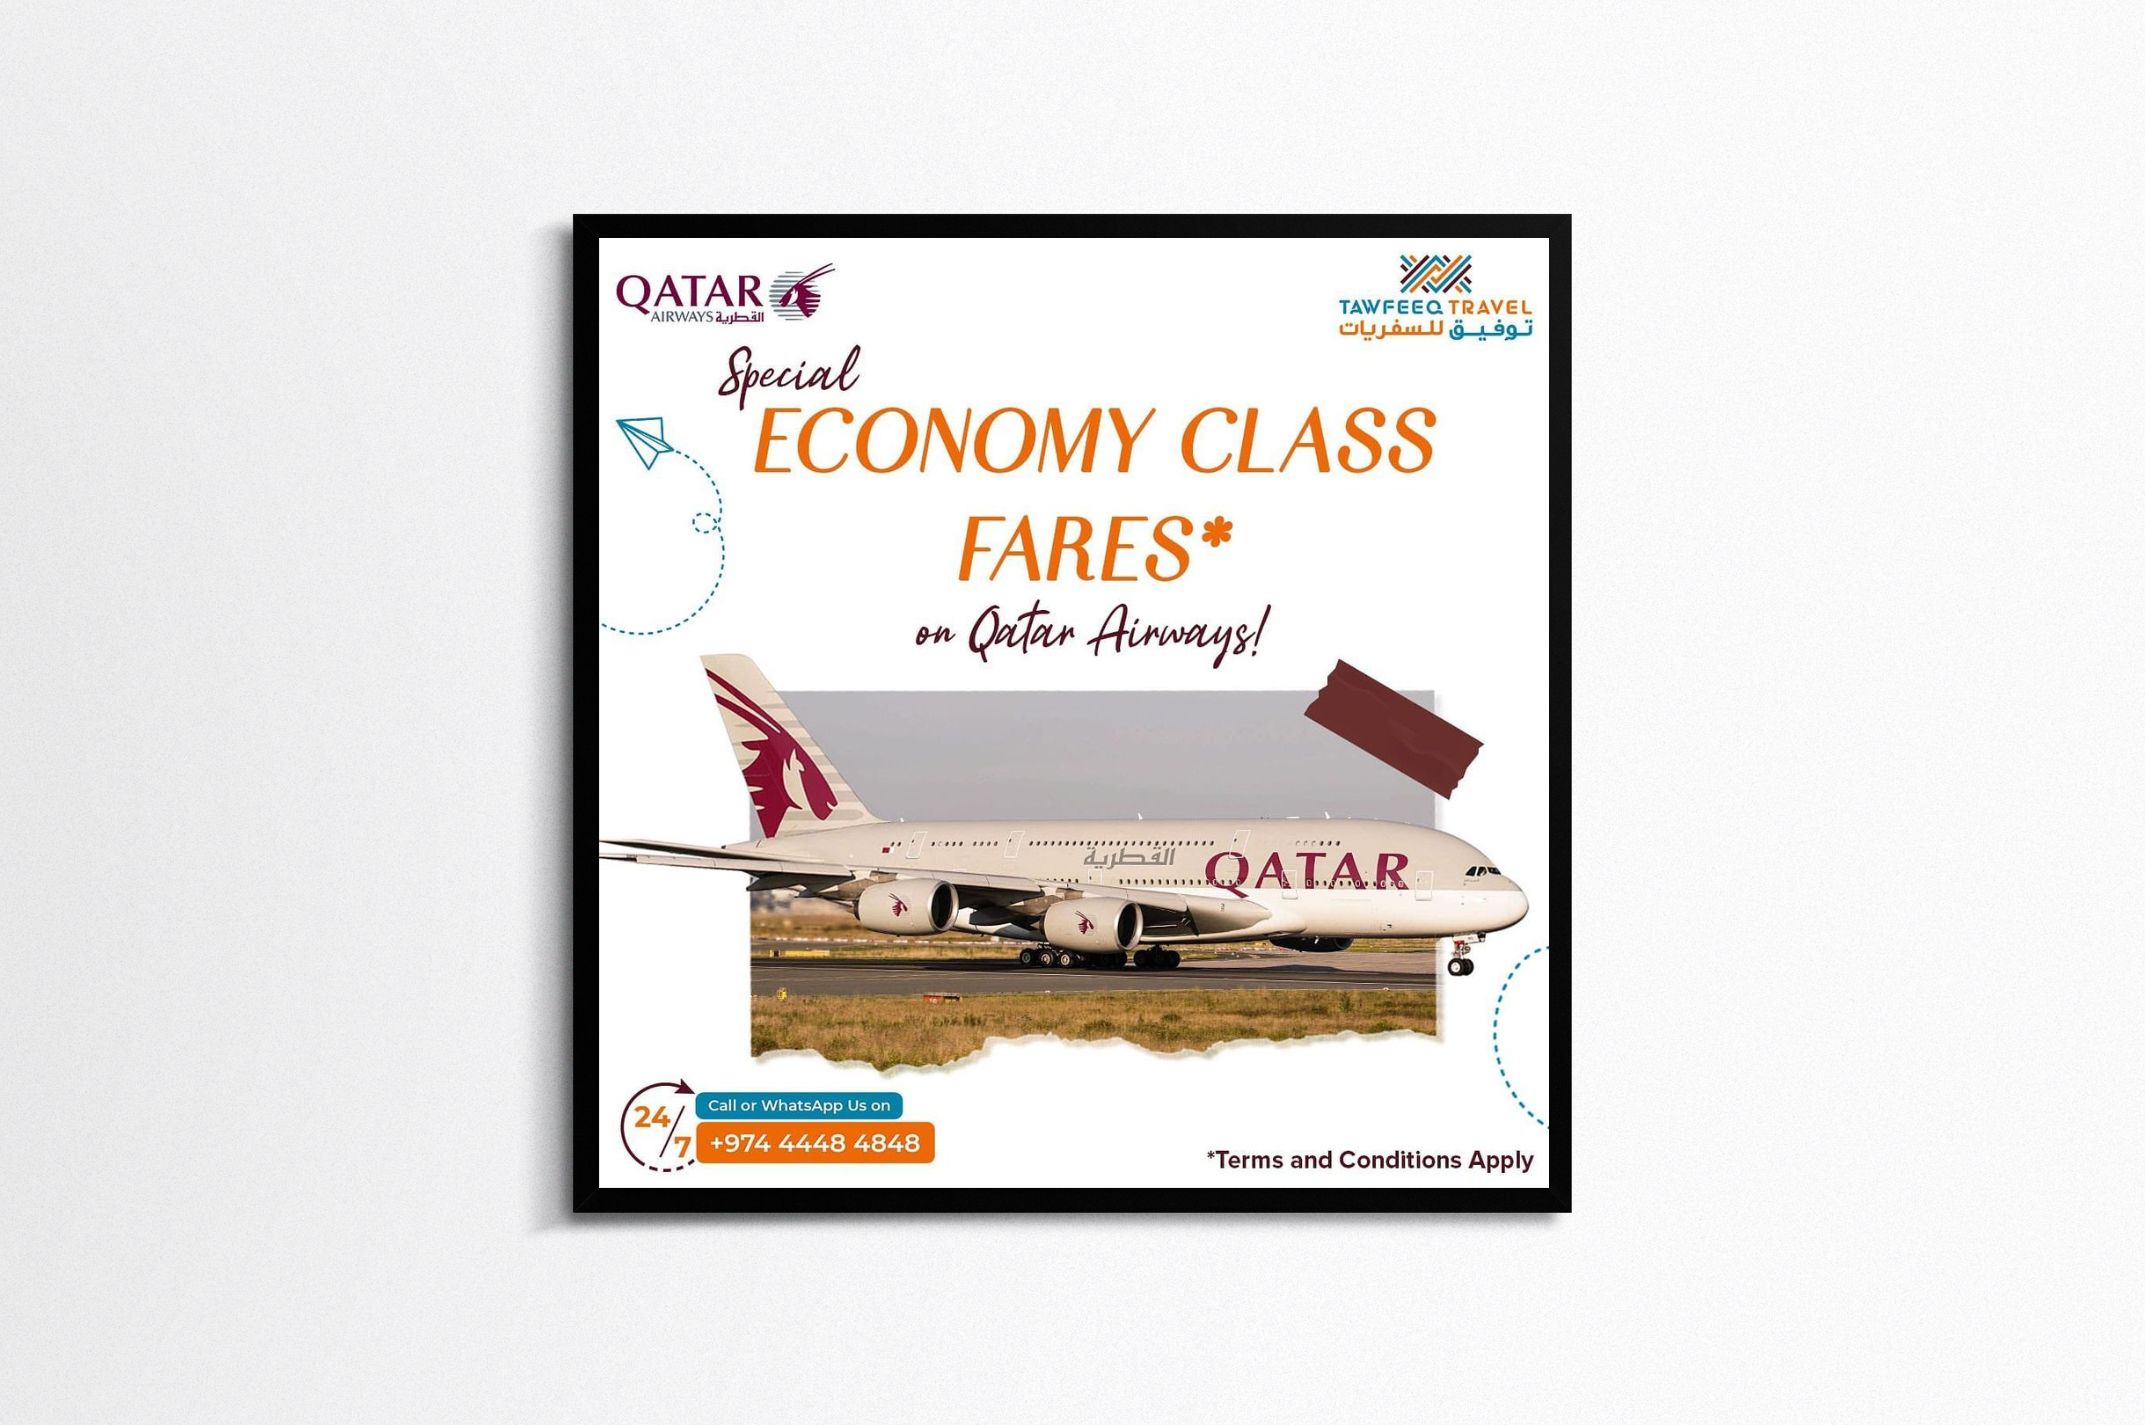 QATAR
AIRWAYS القطرية
TAWFEEQ TRAVEL
توفيق للسفريات
Special
ECONOMY CLASS
FARES*
on Qatar Airways!
القطرية
QATAR
24/7
Call or WhatsApp Us on
+974 4448 4848
*Terms and Conditions Apply